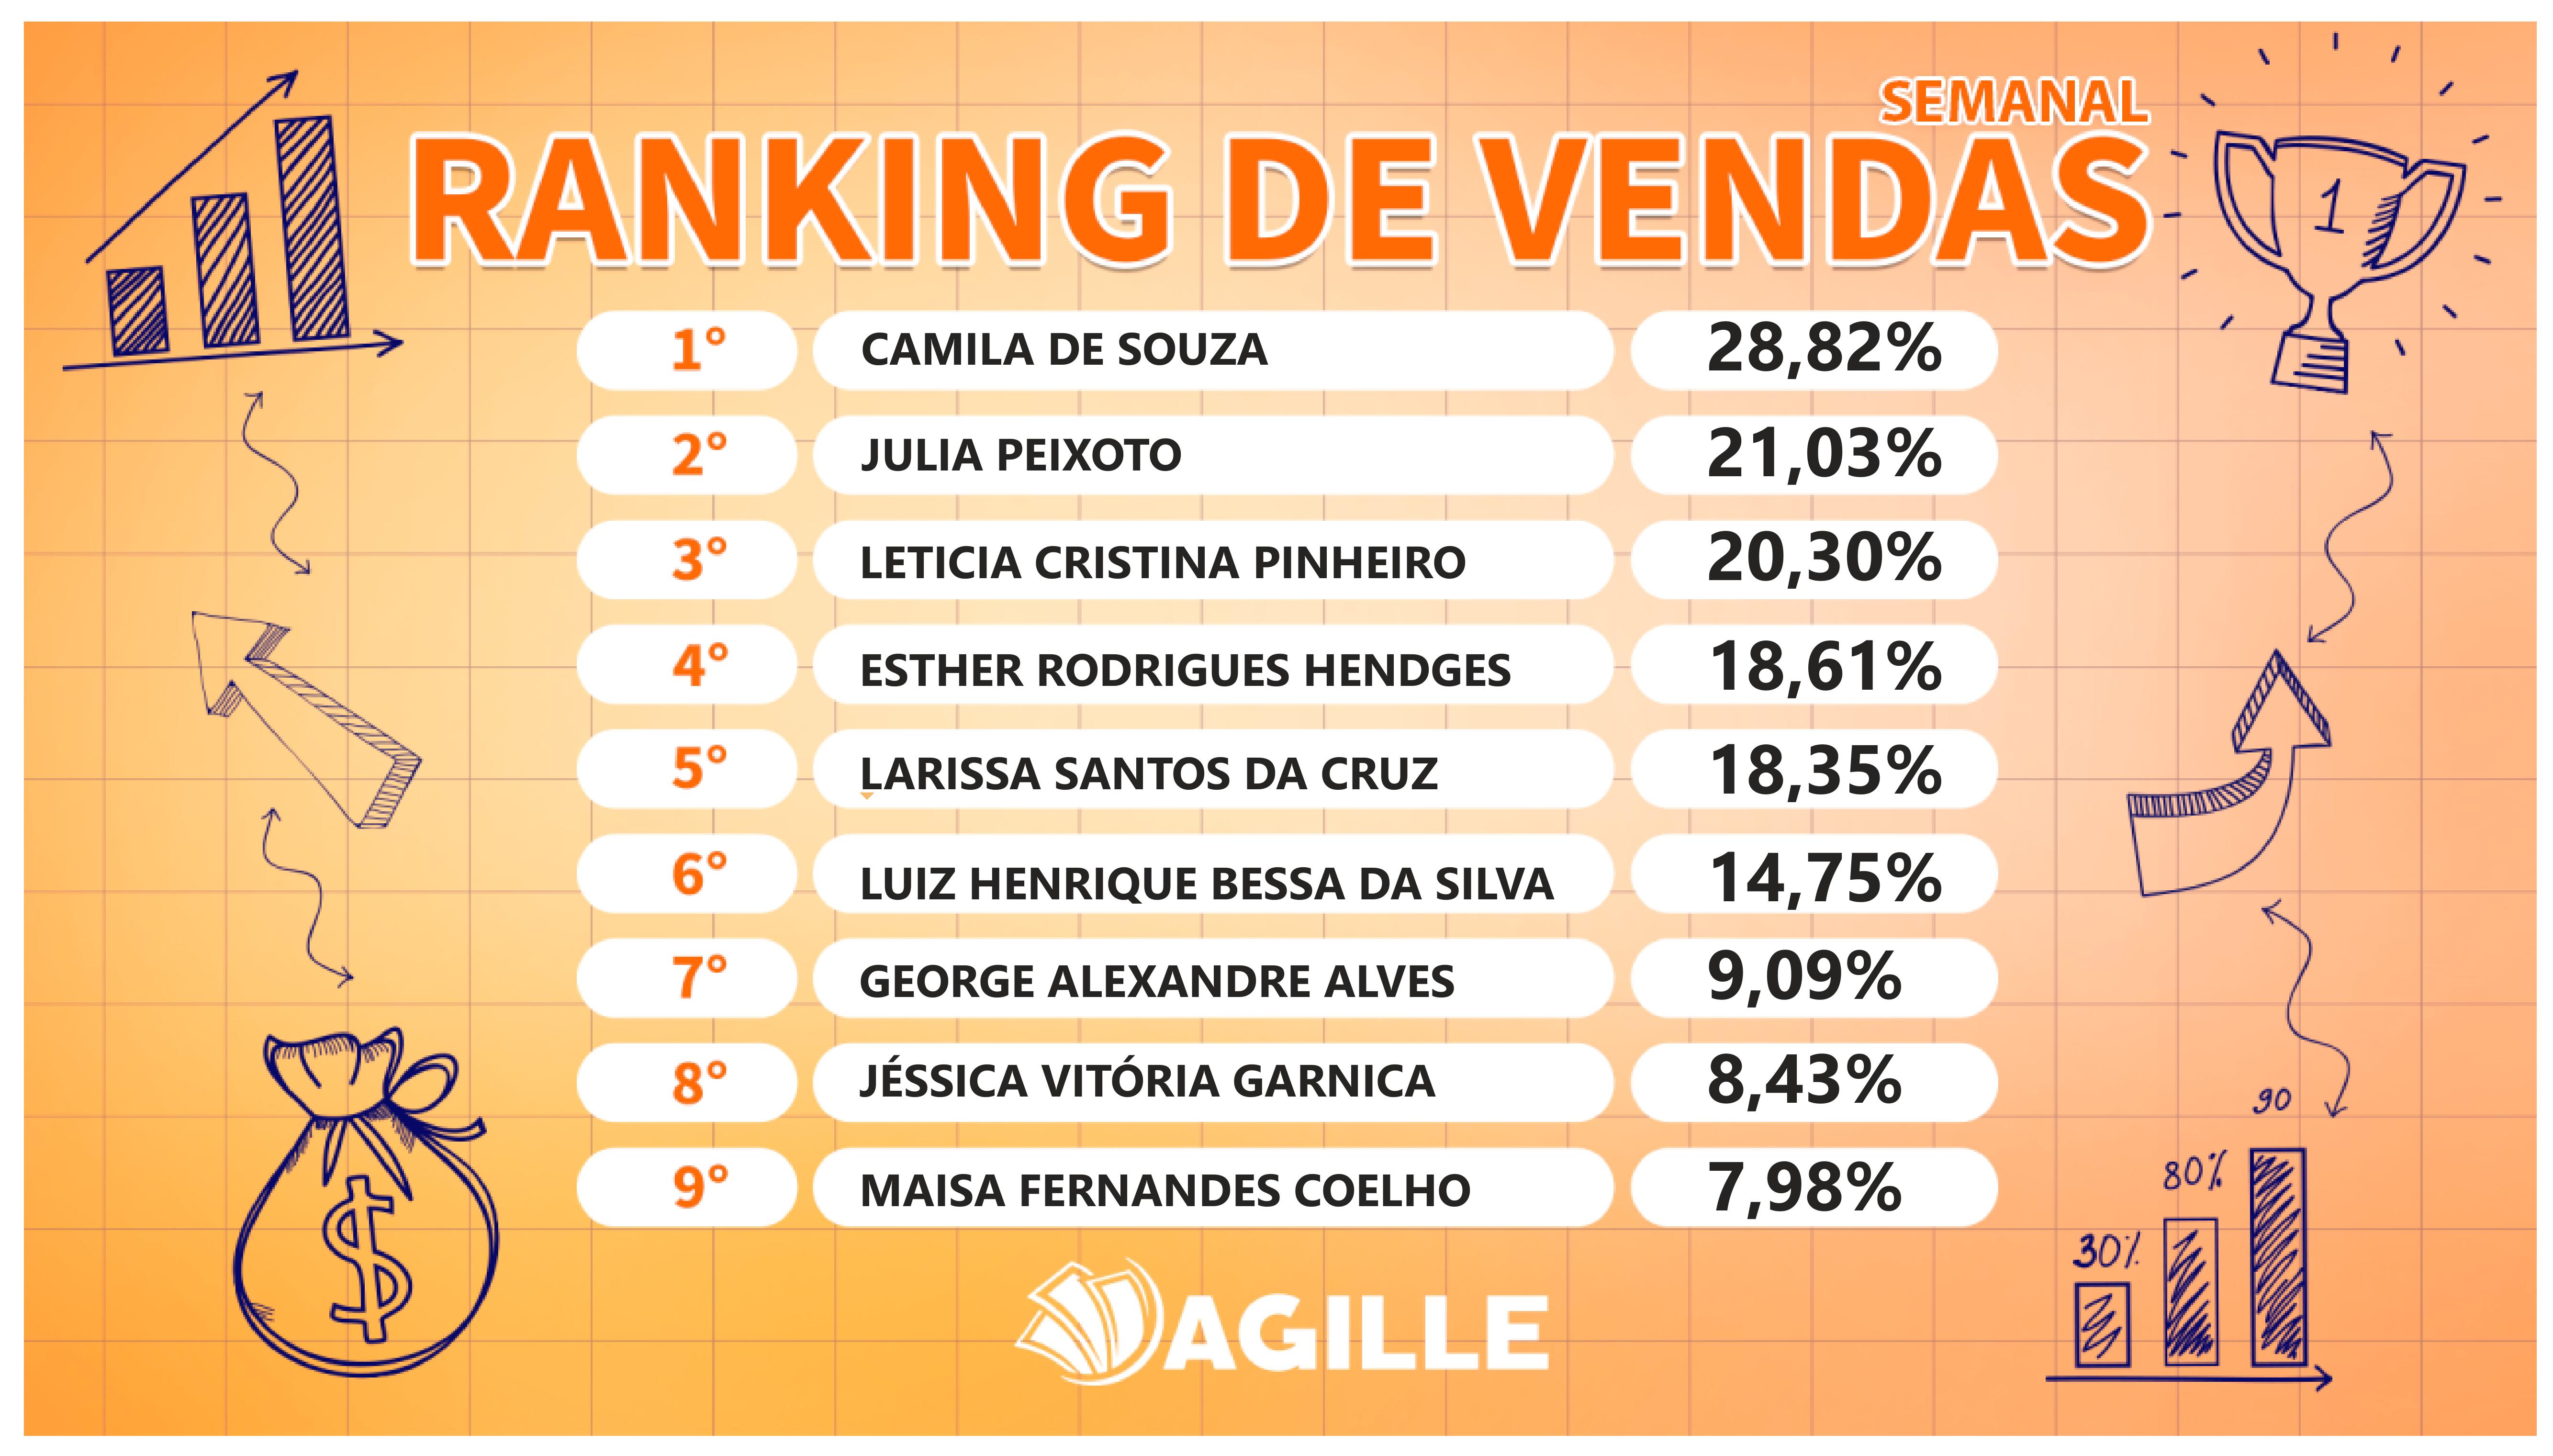 SEMANAL
RANKING DE VENDAS
1
1° CAMILA DE SOUZA 28,82%
2° JULIA PEIXOTO 21,03%
3° LETICIA CRISTINA PINHEIRO 20,30%
4° ESTHER RODRIGUES HENDGES 18,61%
5° LARISSA SANTOS DA CRUZ 18,35%
6° LUIZ HENRIQUE BESSA DA SILVA 14,75%
7° GEORGE ALEXANDRE ALVES 9,09%
8° JÉSSICA VITÓRIA GARNICA 8,43%
9° MAISA FERNANDES COELHO 7,98%
$
90
80%
30%
AGILLE